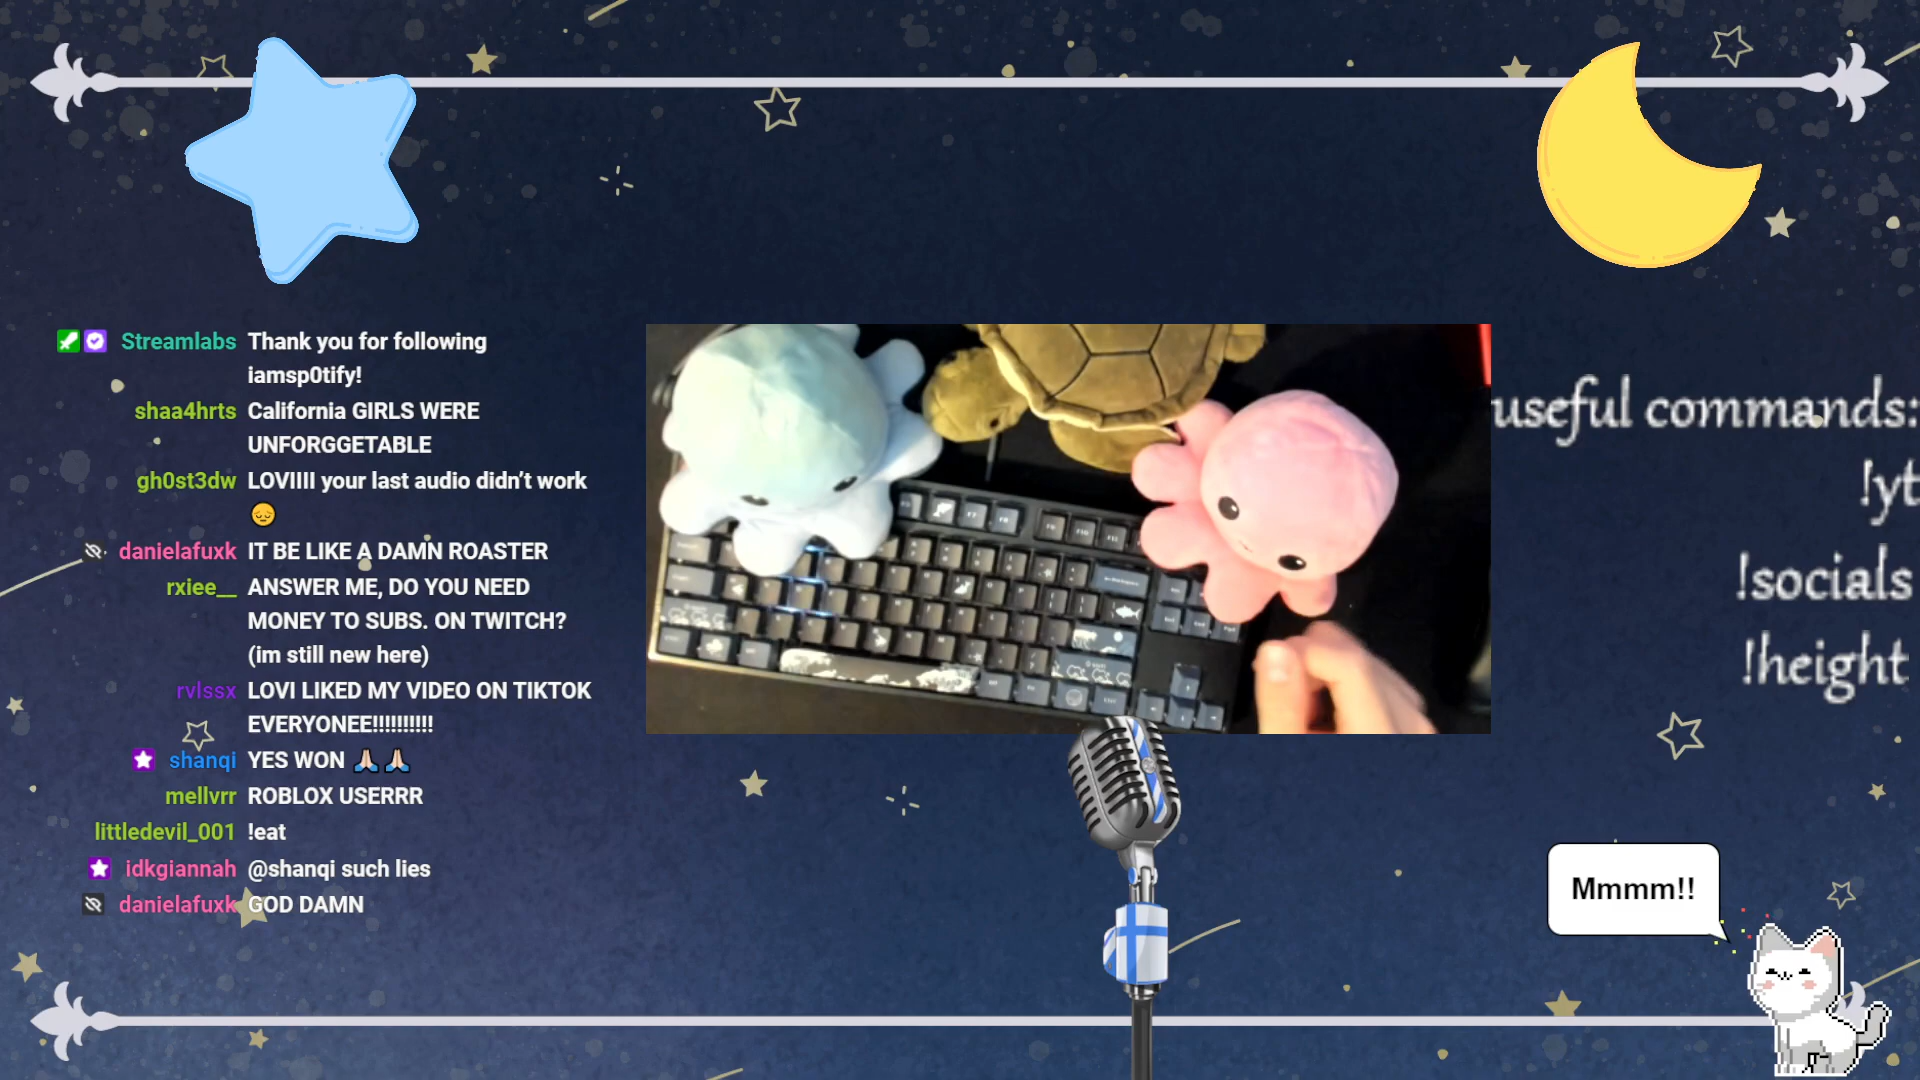 Streamlabs Thank you for following
iamsp0tify!
shaa4hrts California GIRLS WERE
UNFORGGETABLE
gh0st3dw LOVIIII your last audio didn’t work
😔
danielafuxk IT BE LIKE A DAMN ROASTER
rxiee__ ANSWER ME, DO YOU NEED
MONEY TO SUBS. ON TWITCH?
(im still new here)
rvlssx LOVI LIKED MY VIDEO ON TIKTOK
EVERYONEE!!!!!!!!!!
shanqi YES WON 🙏🏻🙏🏻
mellvrr ROBLOX USERRR
littledevil_001 !eat
idkgiannah @shanqi such lies
danielafuxk GOD DAMN
useful commands:
!yt
!socials
!height
Mmmm!!